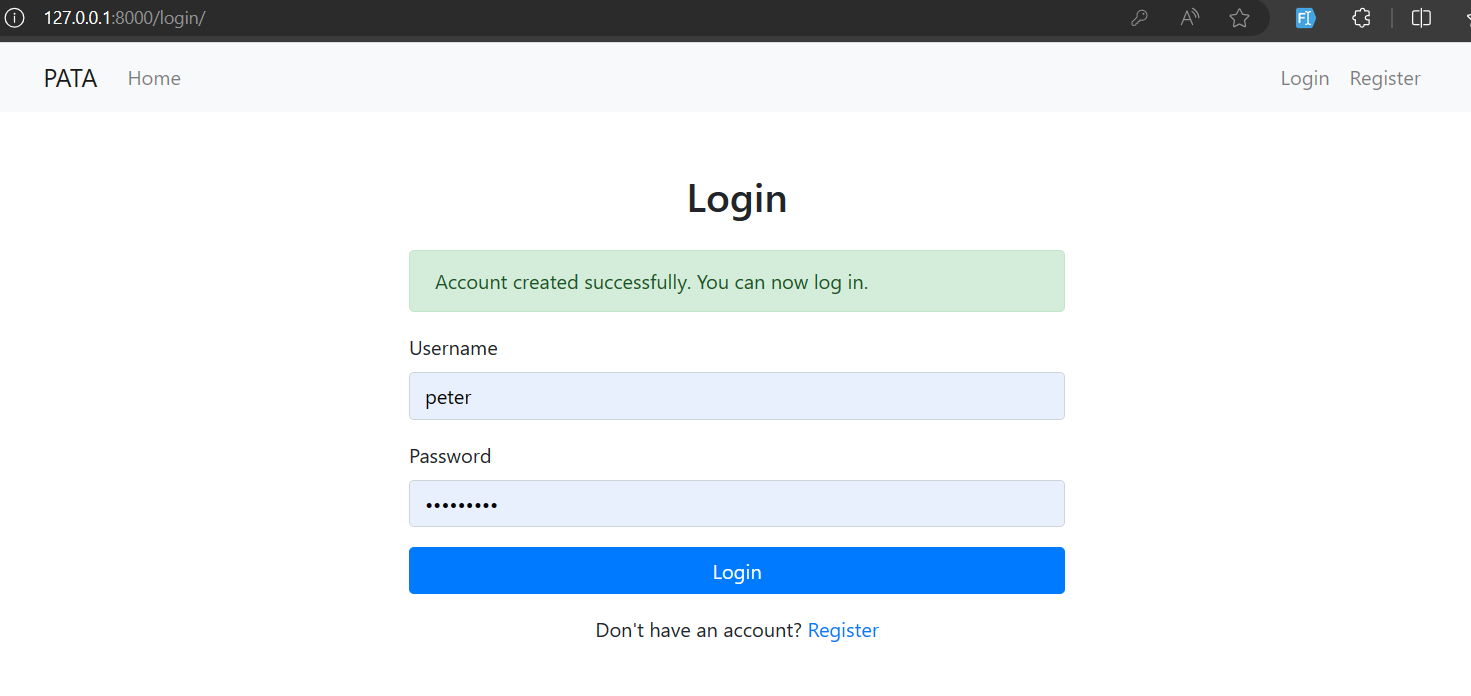 127.0.0.1:8000/login/
PATA Home Login Register
Login
Account created successfully. You can now log in.
Username
peter
Password
•••••••••
Login
Don't have an account? Register